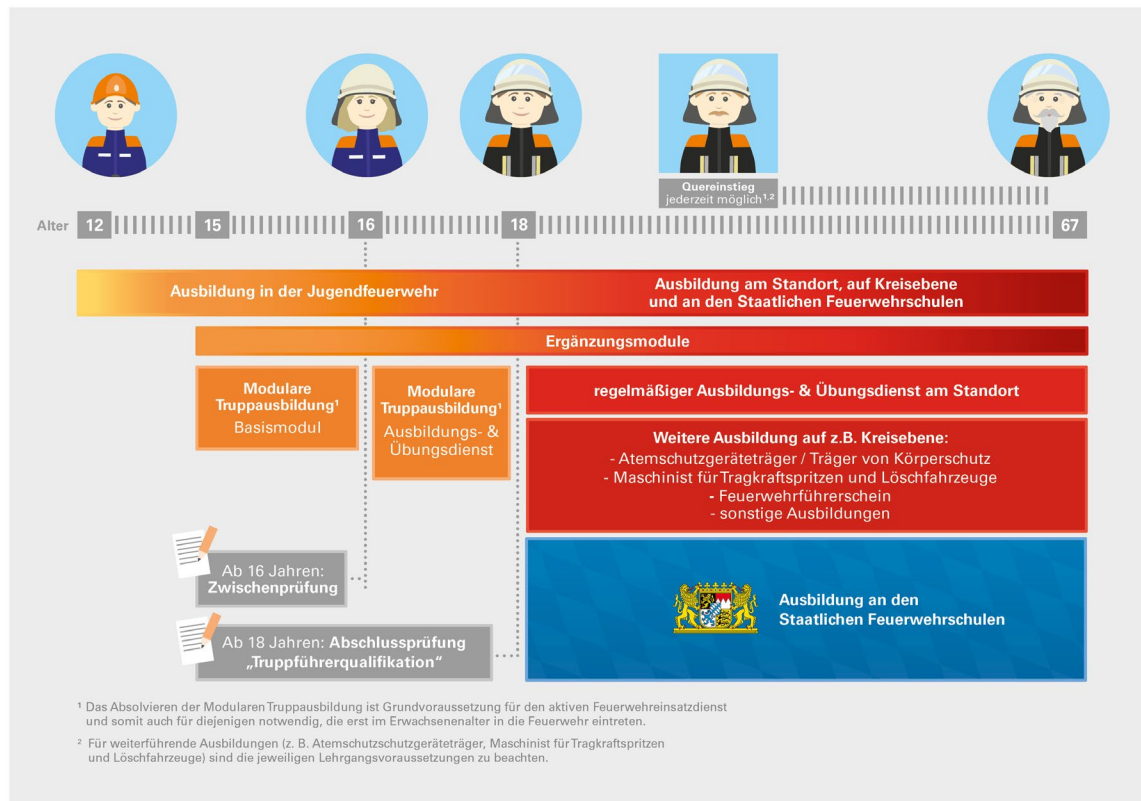 Quereinstieg
jederzeit möglich¹,²
Alter 12 15 16 18 67
Ausbildung in der Jugendfeuerwehr
Ausbildung am Standort, auf Kreisebene
und an den Staatlichen Feuerwehrschulen
Ergänzungsmodule
Modulare
Truppausbildung¹
Basismodul
Modulare
Truppausbildung¹
Ausbildungs- &
Übungsdienst
regelmäßiger Ausbildungs- & Übungsdienst am Standort
Weitere Ausbildung auf z.B. Kreisebene:
- Atemschutzgeräteträger / Träger von Körperschutz
- Maschinist für Tragkraftspritzen und Löschfahrzeuge
- Feuerwehrführerschein
- sonstige Ausbildungen
Ab 16 Jahren:
Zwischenprüfung
Ab 18 Jahren: Abschlussprüfung
„Truppführerqualifikation“
Ausbildung an den
Staatlichen Feuerwehrschulen
¹ Das Absolvieren der Modularen Truppausbildung ist Grundvoraussetzung für den aktiven Feuerwehreinsatzdienst
und somit auch für diejenigen notwendig, die erst im Erwachsenenalter in die Feuerwehr eintreten.
² Für weiterführende Ausbildungen (z. B. Atemschutzschutzgeräteträger, Maschinist für Tragkraftspritzen
und Löschfahrzeuge) sind die jeweiligen Lehrgangsvoraussetzungen zu beachten.